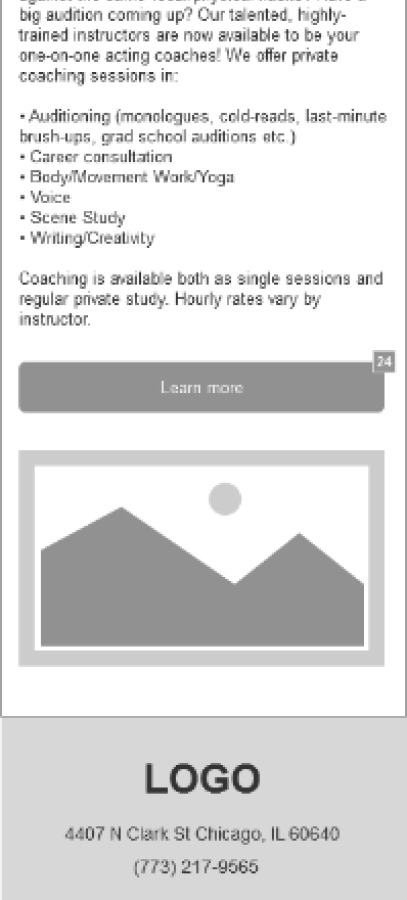 big audition coming up? Our talented, highly-
trained instructors are now available to be your
one-on-one acting coaches! We offer private
coaching sessions in:
• Auditioning (monologues, cold-reads, last-minute
brush-ups, grad school auditions etc.)
• Career consultation
• Body/Movement Work/Yoga
• Voice
• Scene Study
• Writing/Creativity
Coaching is available both as single sessions and
regular private study. Hourly rates vary by
instructor.
24
Learn more
LOGO
4407 N Clark St Chicago, IL 60640
(773) 217-9565